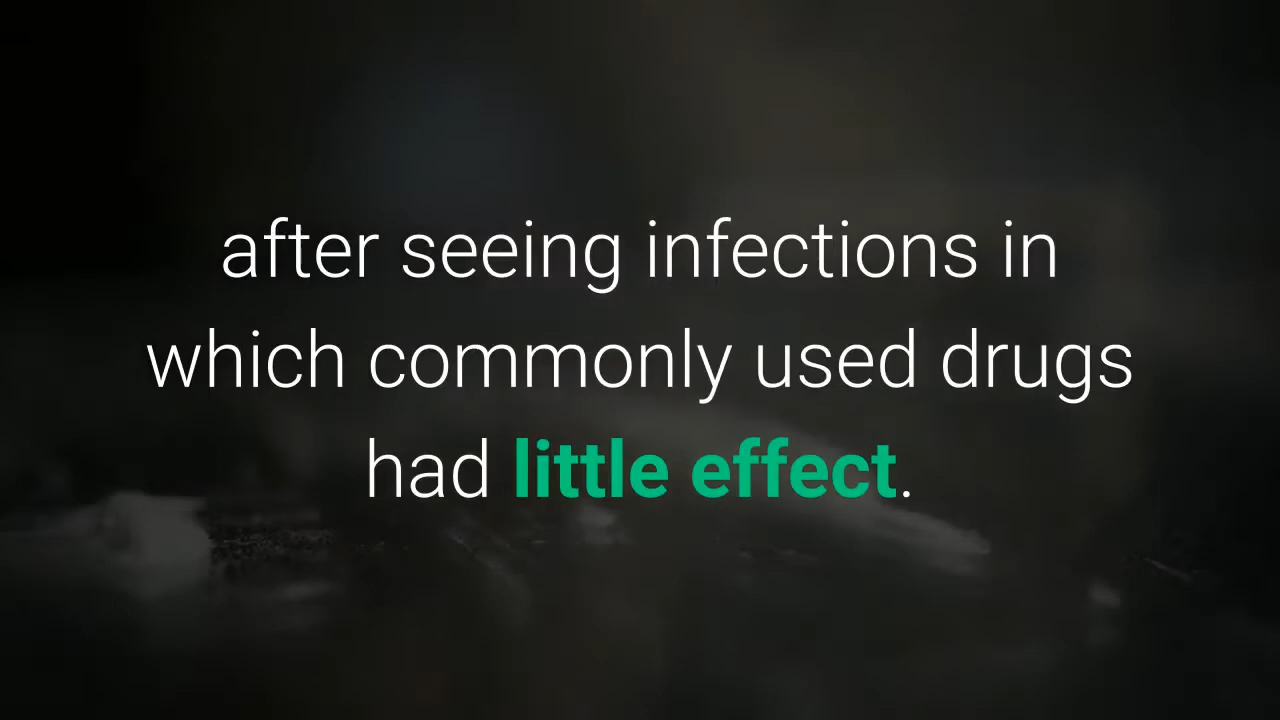 after seeing infections in
which commonly used drugs
had little effect.